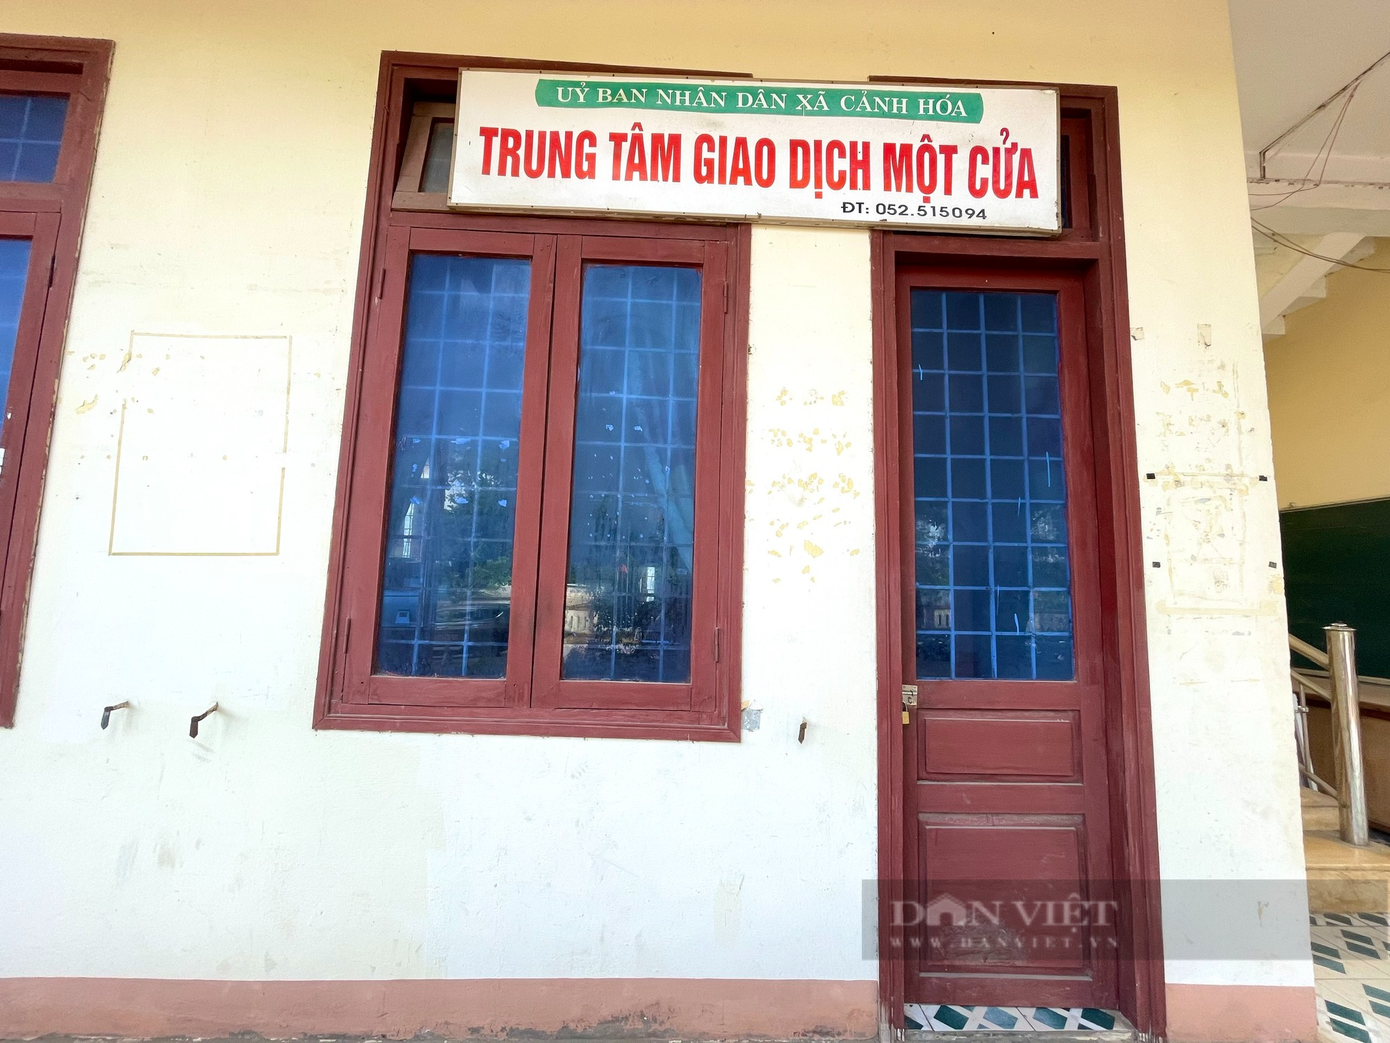 UỶ BAN NHÂN DÂN XÃ CẢNH HÓA
TRUNG TÂM GIAO DỊCH MỘT CỬA
ĐT: 052.515094
DÂN VIỆT
WWW.DANVIET.VN